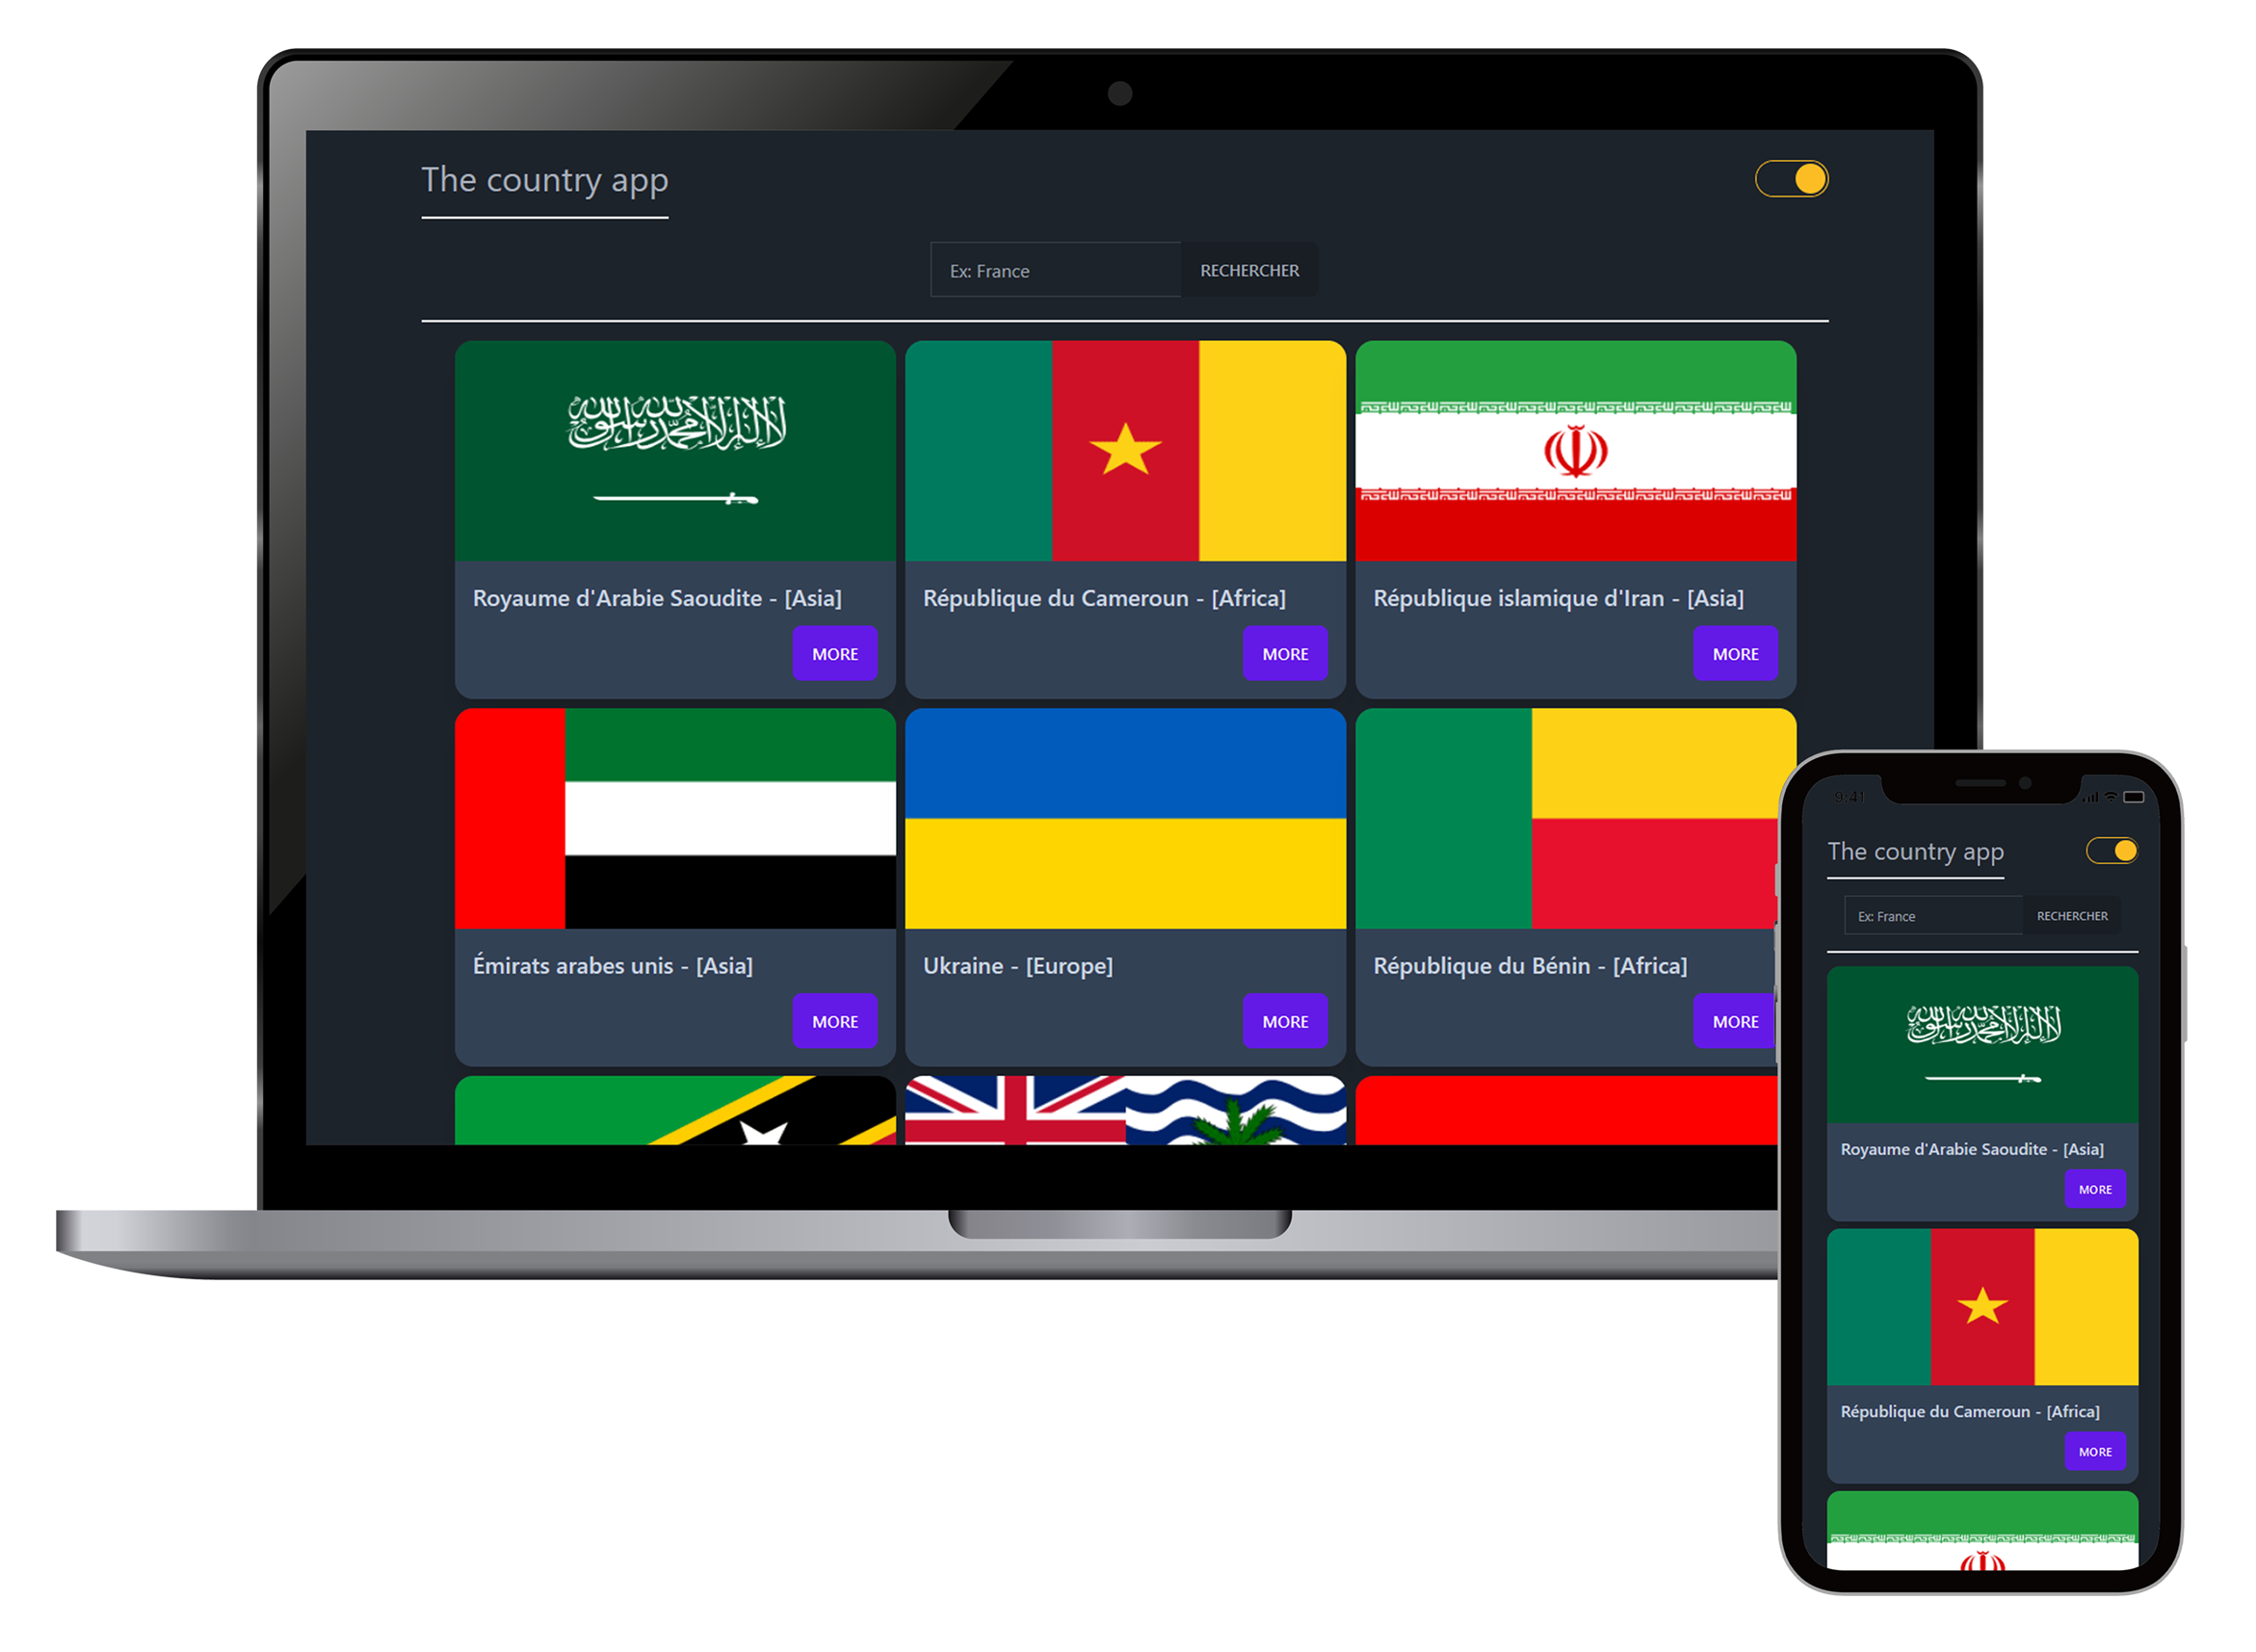 The country app
Ex: France
RECHERCHER
لا إله إلا الله محمد رسول الله
Royaume d'Arabie Saoudite - [Asia]
MORE
République du Cameroun - [Africa]
MORE
République islamique d'Iran - [Asia]
MORE
Émirats arabes unis - [Asia]
MORE
Ukraine - [Europe]
MORE
République du Bénin - [Africa]
MORE
9:41
The country app
Ex: France
RECHERCHER
لا إله إلا الله محمد رسول الله
Royaume d'Arabie Saoudite - [Asia]
MORE
République du Cameroun - [Africa]
MORE